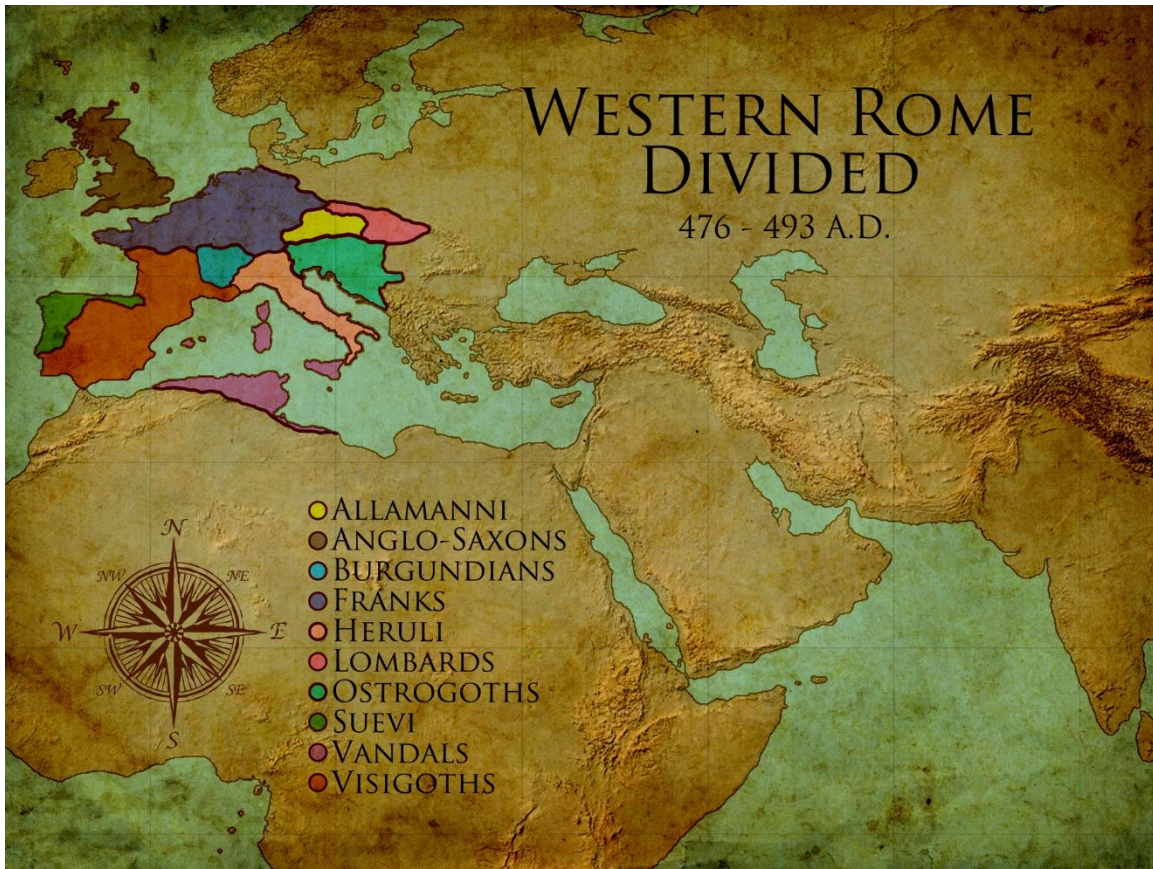 WESTERN ROME
DIVIDED
476 - 493 A.D.
ALLAMANNI
ANGLO-SAXONS
BURGUNDIANS
FRANKS
HERULI
LOMBARDS
OSTROGOTHS
SUEVI
VANDALS
VISIGOTHS
N
NW NE
W E
SW SE
S